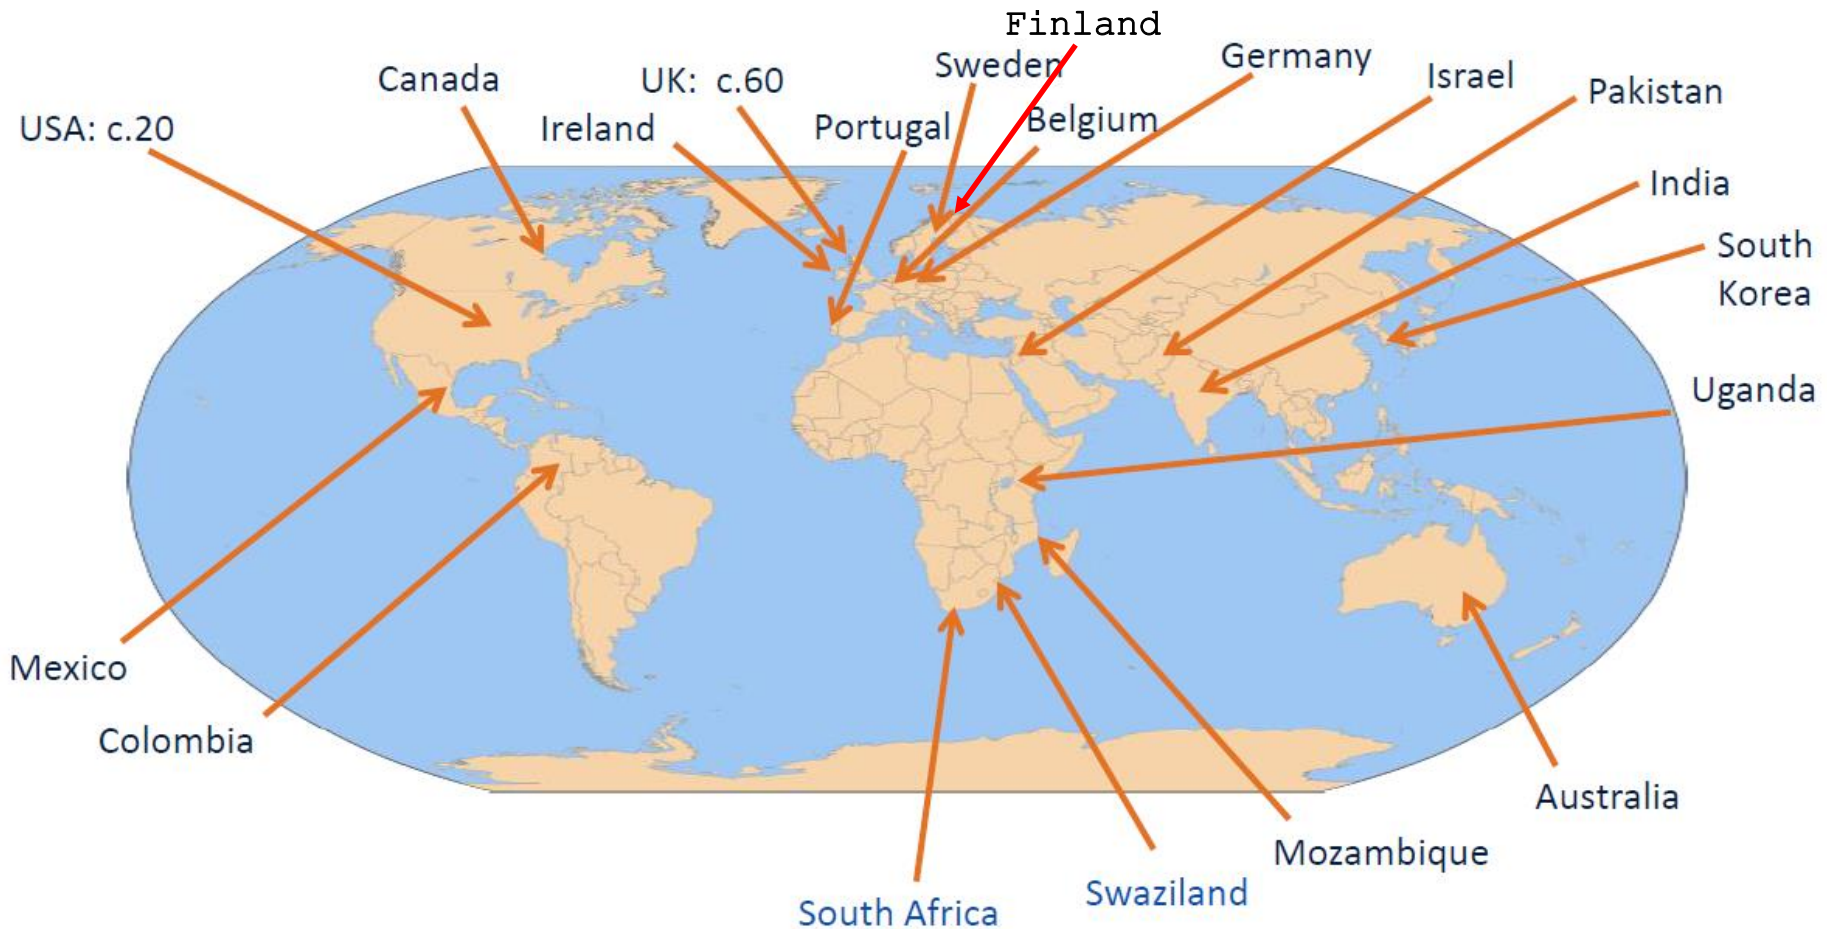 Finland
Sweden
Germany
Canada
UK: c.60
Israel
Pakistan
USA: c.20
Ireland
Portugal
Belgium
India
South
Korea
Uganda
Mexico
Colombia
Australia
Mozambique
Swaziland
South Africa